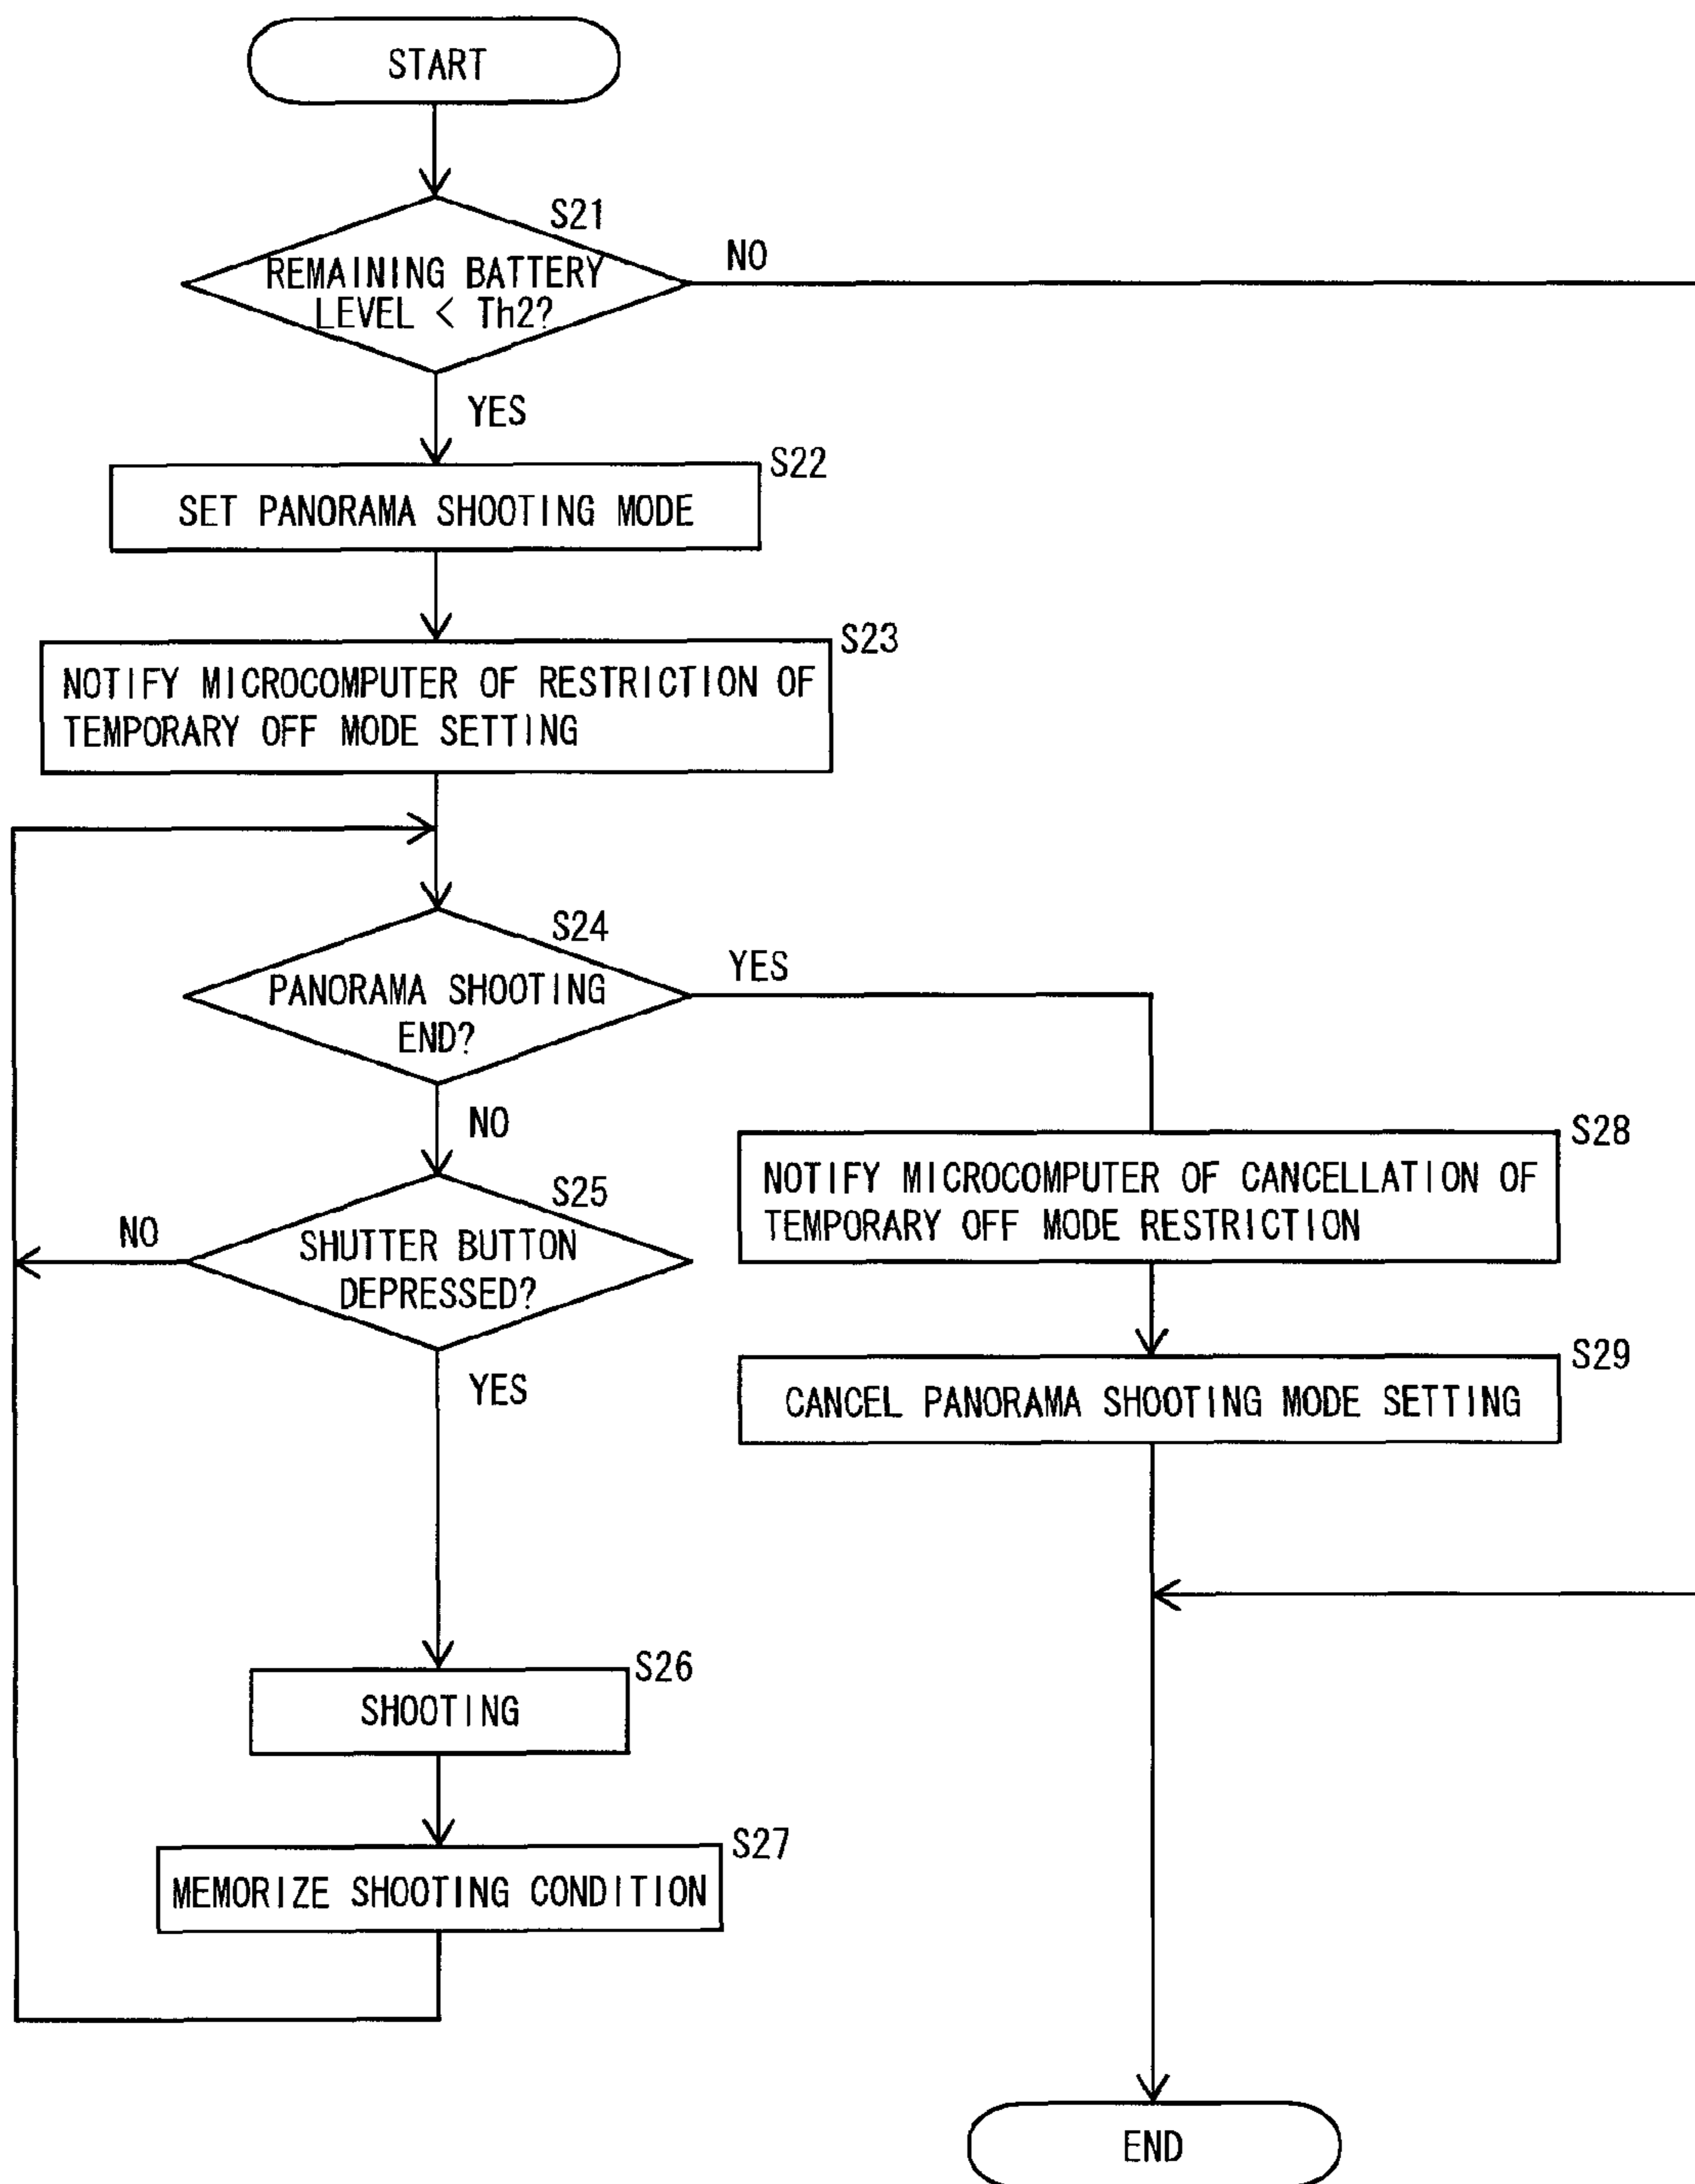 START
S21
REMAINING BATTERY
LEVEL < Th2?
NO
YES
S22
SET PANORAMA SHOOTING MODE
S23
NOTIFY MICROCOMPUTER OF RESTRICTION OF
TEMPORARY OFF MODE SETTING
S24
PANORAMA SHOOTING
END?
YES
NO
S25
SHUTTER BUTTON
DEPRESSED?
NO
YES
S28
NOTIFY MICROCOMPUTER OF CANCELLATION OF
TEMPORARY OFF MODE RESTRICTION
S29
CANCEL PANORAMA SHOOTING MODE SETTING
S26
SHOOTING
S27
MEMORIZE SHOOTING CONDITION
END